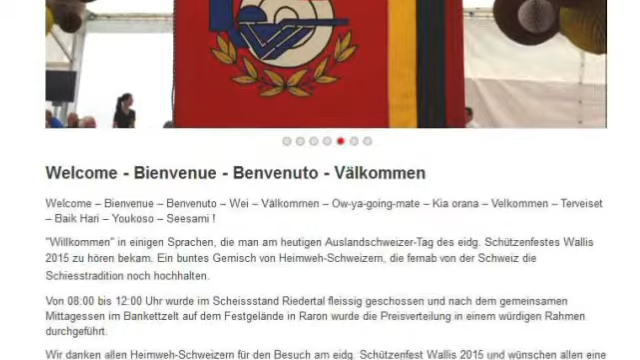 Welcome - Bienvenue - Benvenuto - Välkommen
Welcome – Bienvenue – Benvenuto – Wei – Välkommen – Ow-ya-going-mate – Kia orana – Velkommen – Terveiset
– Baik Hari – Youkoso – Seesami !
"Willkommen" in einigen Sprachen, die man am heutigen Auslandschweizer-Tag des eidg. Schützenfestes Wallis
2015 zu hören bekam. Ein buntes Gemisch von Heimweh-Schweizern, die fernab von der Schweiz die
Schiesstradition noch hochhalten.
Von 08:00 bis 12:00 Uhr wurde im Scheissstand Riedertal fleissig geschossen und nach dem gemeinsamen
Mittagessen im Bankettzelt auf dem Festgelände in Raron wurde die Preisverteilung in einem würdigen Rahmen
durchgeführt.
Wir danken allen Heimweh-Schweizern für den Besuch am eidg. Schützenfest Wallis 2015 und wünschen allen eine